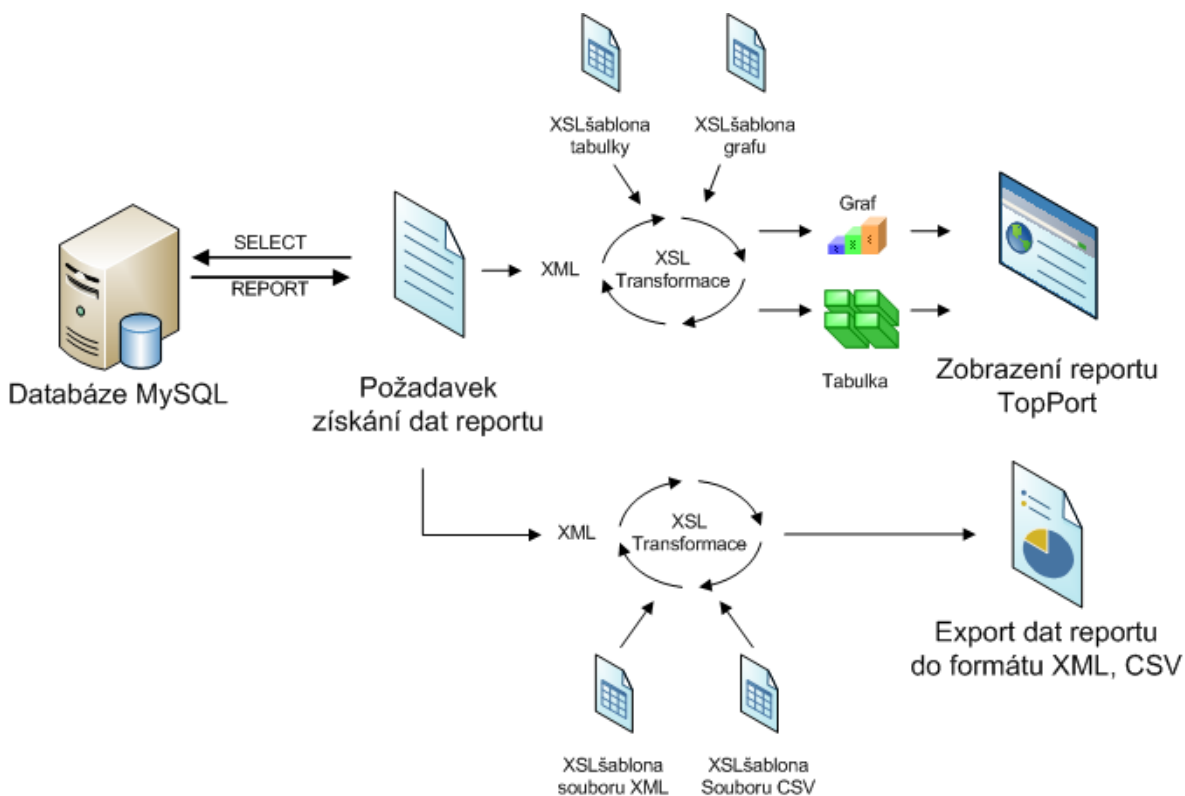 XSLšablona
tabulky
XSLšablona
grafu
Graf
SELECT
REPORT
XML
XSL
Transformace
Tabulka
Databáze MySQL
Požadavek
získání dat reportu
Zobrazení reportu
TopPort
XML
XSL
Transformace
Export dat reportu
do formátu XML, CSV
XSLšablona
souboru XML
XSLšablona
Souboru CSV